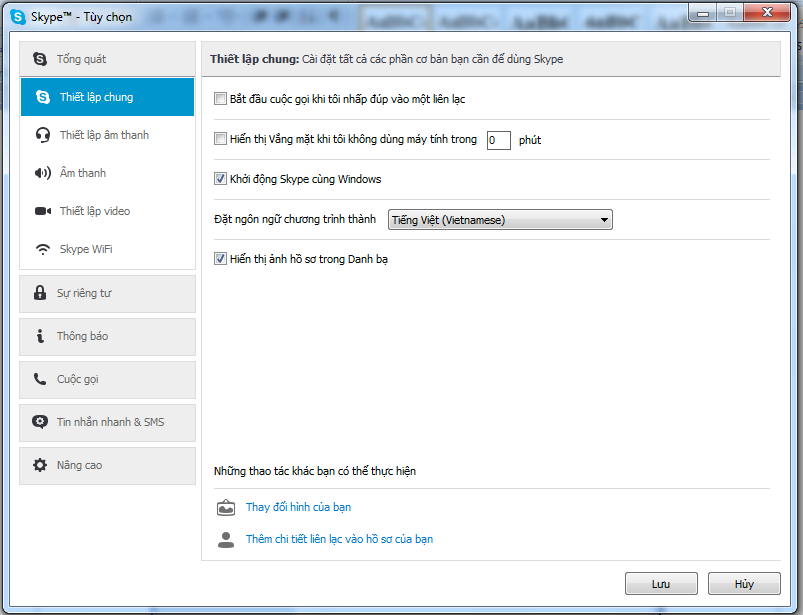 Skype™ - Tùy chọn
Tổng quát
Thiết lập chung
Thiết lập âm thanh
Âm thanh
Thiết lập video
Skype WiFi
Sự riêng tư
Thông báo
Cuộc gọi
Tin nhắn nhanh & SMS
Nâng cao
Thiết lập chung: Cài đặt tất cả các phần cơ bản bạn cần để dùng Skype
Bắt đầu cuộc gọi khi tôi nhấp đúp vào một liên lạc
Hiển thị Vắng mặt khi tôi không dùng máy tính trong 0 phút
Khởi động Skype cùng Windows
Đặt ngôn ngữ chương trình thành Tiếng Việt (Vietnamese)
Hiển thị ảnh hồ sơ trong Danh bạ
Những thao tác khác bạn có thể thực hiện
Thay đổi hình của bạn
Thêm chi tiết liên lạc vào hồ sơ của bạn
Lưu
Hủy